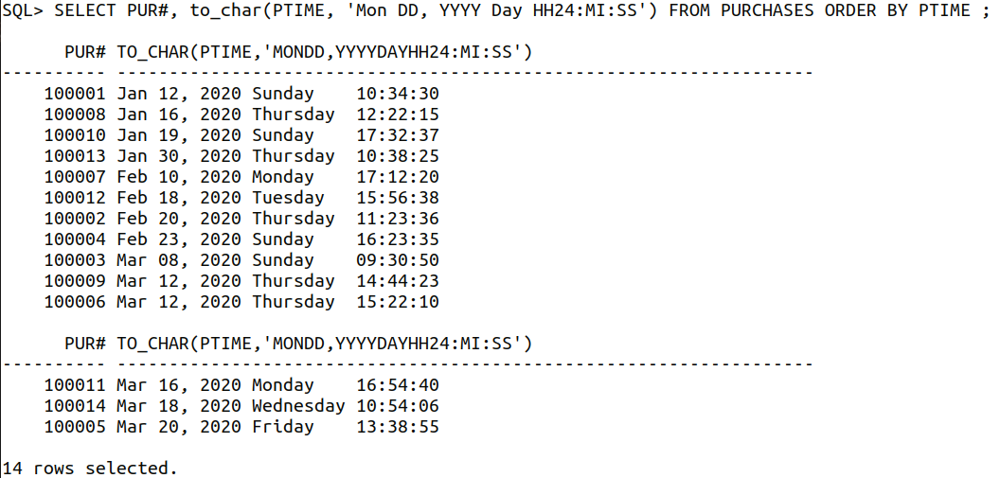 SQL> SELECT PUR#, to_char(PTIME, 'Mon DD, YYYY Day HH24:MI:SS') FROM PURCHASES ORDER BY PTIME ;
PUR# TO_CHAR(PTIME,'MONDD,YYYYDAYHH24:MI:SS')
---------- -------------------------------------------------------------------
100001 Jan 12, 2020 Sunday    10:34:30
100008 Jan 16, 2020 Thursday  12:22:15
100010 Jan 19, 2020 Sunday    17:32:37
100013 Jan 30, 2020 Thursday  10:38:25
100007 Feb 10, 2020 Monday    17:12:20
100012 Feb 18, 2020 Tuesday   15:56:38
100002 Feb 20, 2020 Thursday  11:23:36
100004 Feb 23, 2020 Sunday    16:23:35
100003 Mar 08, 2020 Sunday    09:30:50
100009 Mar 12, 2020 Thursday  14:44:23
100006 Mar 12, 2020 Thursday  15:22:10
PUR# TO_CHAR(PTIME,'MONDD,YYYYDAYHH24:MI:SS')
---------- -------------------------------------------------------------------
100011 Mar 16, 2020 Monday    16:54:40
100014 Mar 18, 2020 Wednesday 10:54:06
100005 Mar 20, 2020 Friday    13:38:55
14 rows selected.